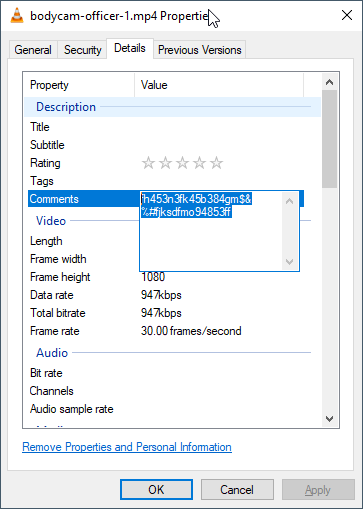 bodycam-officer-1.mp4 Properties
General Security Details Previous Versions
Property Value
Description
Title
Subtitle
Rating
Tags
Comments 'h453n3fk45b384gm$&
%#fjksdfmo94853ff
Video
Length
Frame width
Frame height 1080
Data rate 947kbps
Total bitrate 947kbps
Frame rate 30.00 frames/second
Audio
Bit rate
Channels
Audio sample rate
Remove Properties and Personal Information
OK Cancel Apply